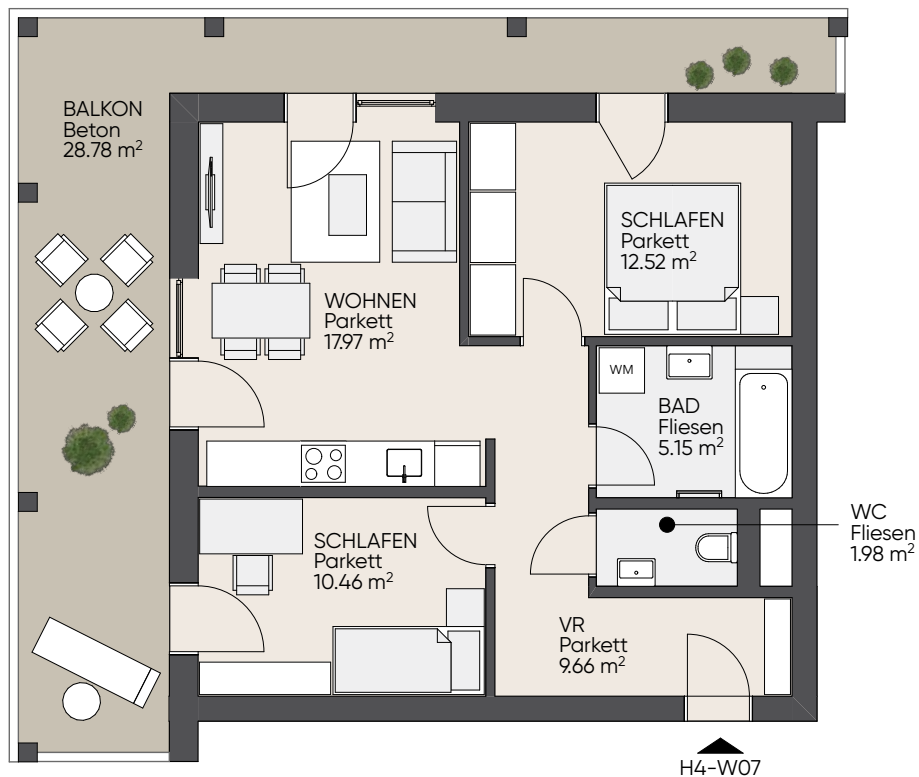 BALKON
Beton
28.78 m²
SCHLAFEN
Parkett
12.52 m²
WOHNEN
Parkett
17.97 m²
WM
BAD
Fliesen
5.15 m²
WC
Fliesen
1.98 m²
SCHLAFEN
Parkett
10.46 m²
VR
Parkett
9.66 m²
H4-W07